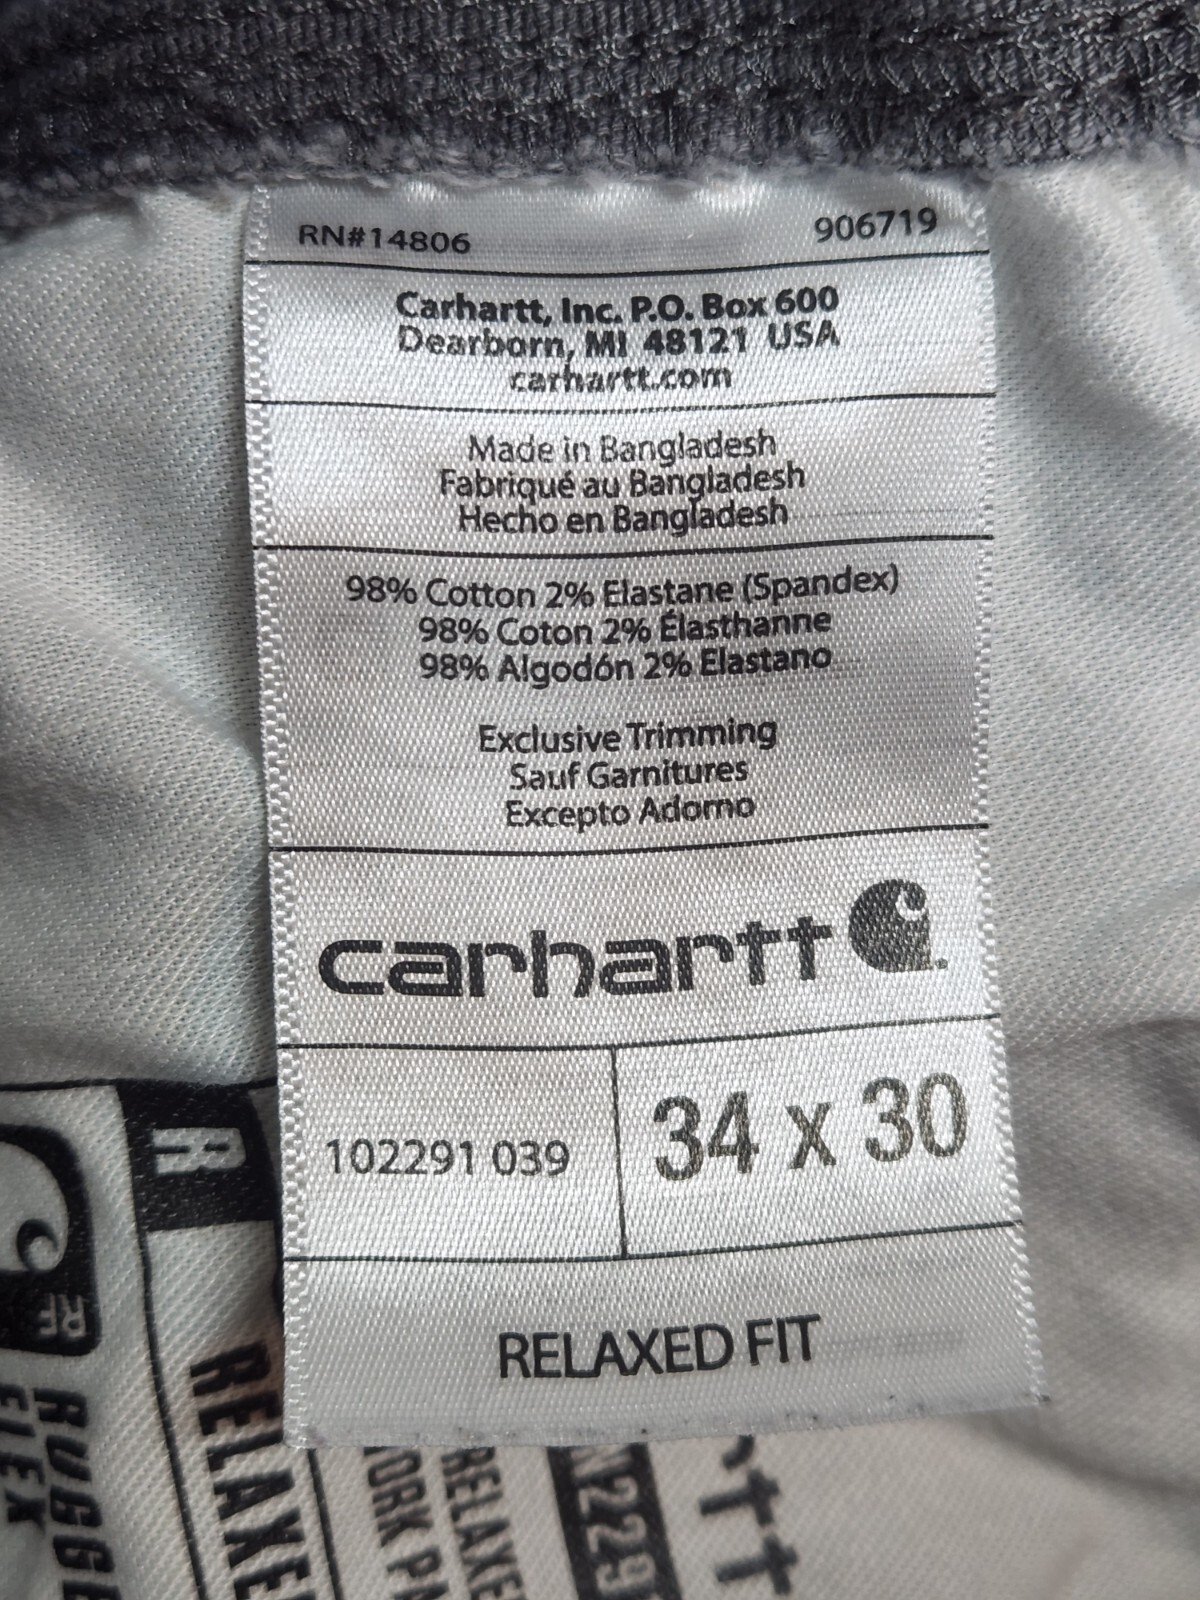 RN#14806 906719
Carhartt, Inc. P.O. Box 600
Dearborn, MI 48121 USA
carhartt.com
Made in Bangladesh
Fabriqué au Bangladesh
Hecho en Bangladesh
98% Cotton 2% Elastane (Spandex)
98% Coton 2% Élasthanne
98% Algodón 2% Elastano
Exclusive Trimming
Sauf Garnitures
Excepto Adorno
carhartt
102291 039
34 x 30
RELAXED FIT
R
RF